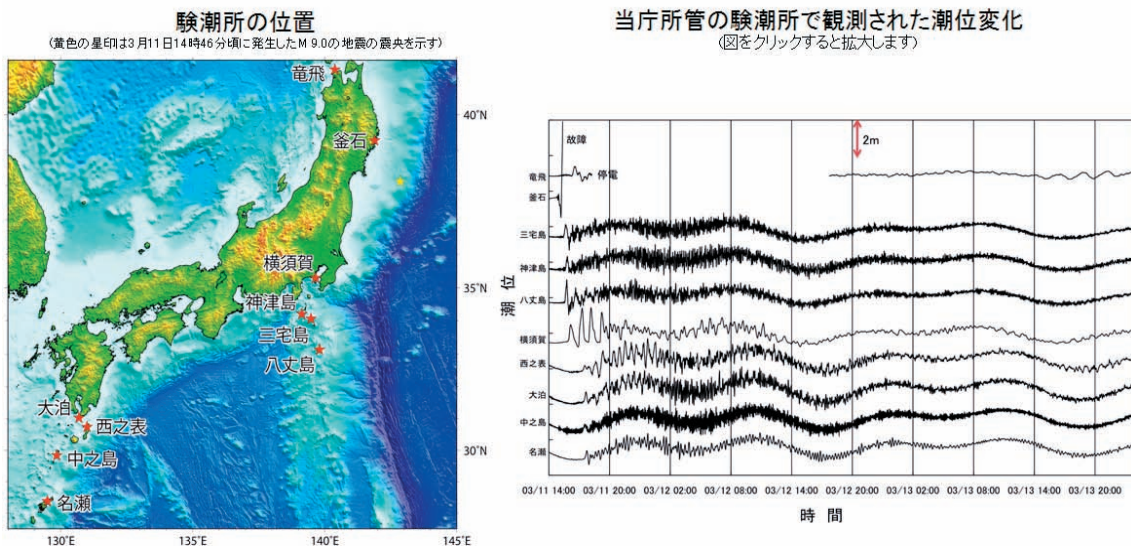 験潮所の位置
(黄色の星印は3月11日14時46分頃に発生したM9.0の地震の震央を示す)
竜飛
釜石
横須賀
神津島
三宅島
八丈島
大泊
西之表
中之島
名瀬
40°N
35°N
30°N
130°E
135°E
140°E
145°E
当庁所管の験潮所で観測された潮位変化
(図をクリックすると拡大します)
故障
2m
竜飛
停電
釜石
三宅島
神津島
八丈島
横須賀
西之表
大泊
中之島
名瀬
潮位
03/11 14:00 03/11 20:00 03/12 02:00 03/12 08:00 03/12 14:00 03/12 20:00 03/13 02:00 03/13 08:00 03/13 14:00 03/13 20:00
時間